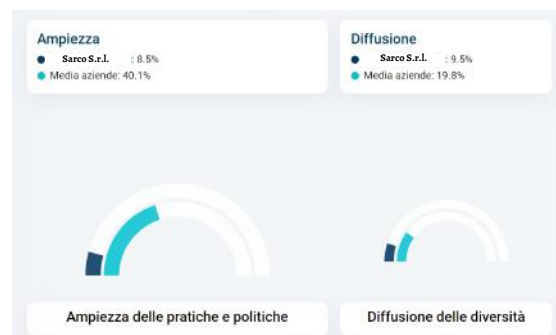 Ampiezza
Sarco S.r.l. : 8.5%
Media aziende: 40.1%
Diffusione
Sarco S.r.l. : 9.5%
Media aziende: 19.8%
Ampiezza delle pratiche e politiche
Diffusione delle diversità